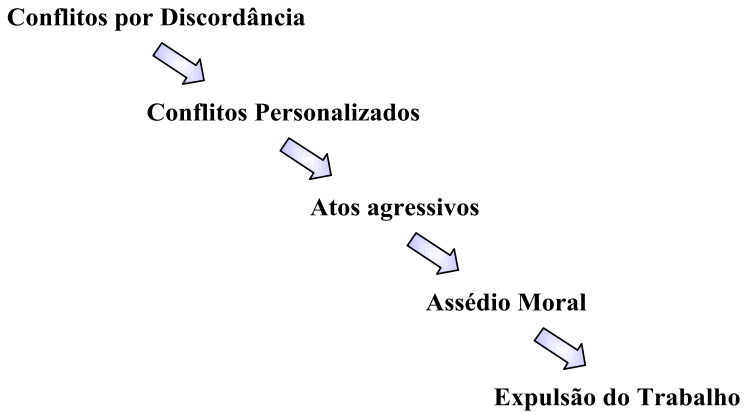 Conflitos por Discordância
Conflitos Personalizados
Atos agressivos
Assédio Moral
Expulsão do Trabalho